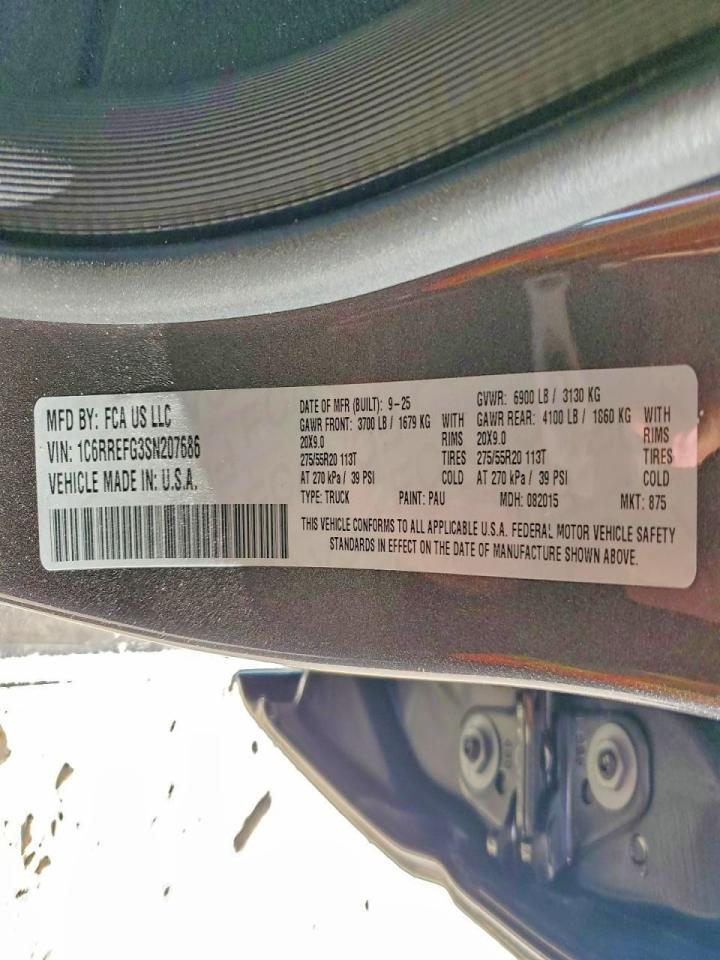 MFD BY: FCA US LLC
VIN: 1C6RREFG3SN207686
VEHICLE MADE IN: U.S.A.
DATE OF MFR (BUILT): 9-25 GVWR: 6900 LB / 3130 KG
GAWR FRONT: 3700 LB / 1679 KG WITH GAWR REAR: 4100 LB / 1860 KG WITH
20X9.0 RIMS 20X9.0 RIMS
275/55R20 113T TIRES 275/55R20 113T TIRES
AT 270 kPa / 39 PSI COLD AT 270 kPa / 39 PSI COLD
TYPE: TRUCK PAINT: PAU MDH: 082015 MKT: 875
THIS VEHICLE CONFORMS TO ALL APPLICABLE U.S.A. FEDERAL MOTOR VEHICLE SAFETY
STANDARDS IN EFFECT ON THE DATE OF MANUFACTURE SHOWN ABOVE.